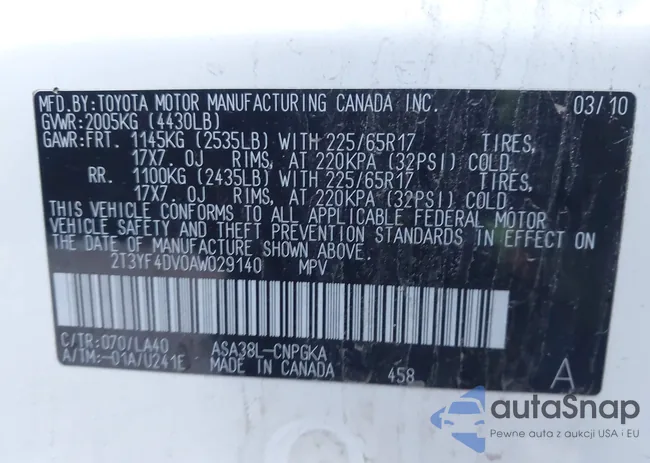 MFD.BY:TOYOTA MOTOR MANUFACTURING CANADA INC. 03/10
GVWR:2005KG (4430LB)
GAWR:FRT. 1145KG (2535LB) WITH 225/65R17 TIRES,
17X7.0J RIMS, AT 220KPA (32PSI) COLD.
RR. 1100KG (2435LB) WITH 225/65R17 TIRES,
17X7.0J RIMS, AT 220KPA (32PSI) COLD.
THIS VEHICLE CONFORMS TO ALL APPLICABLE FEDERAL MOTOR
VEHICLE SAFETY AND THEFT PREVENTION STANDARDS IN EFFECT ON
THE DATE OF MANUFACTURE SHOWN ABOVE.
2T3YF4DV0AW029140 MPV
C/TR:070/LA40 ASA38L-CNPGKA
A/TM:-01A/U241E MADE IN CANADA 458 A
autaSnap
Pewne auta z aukcji USA i EU